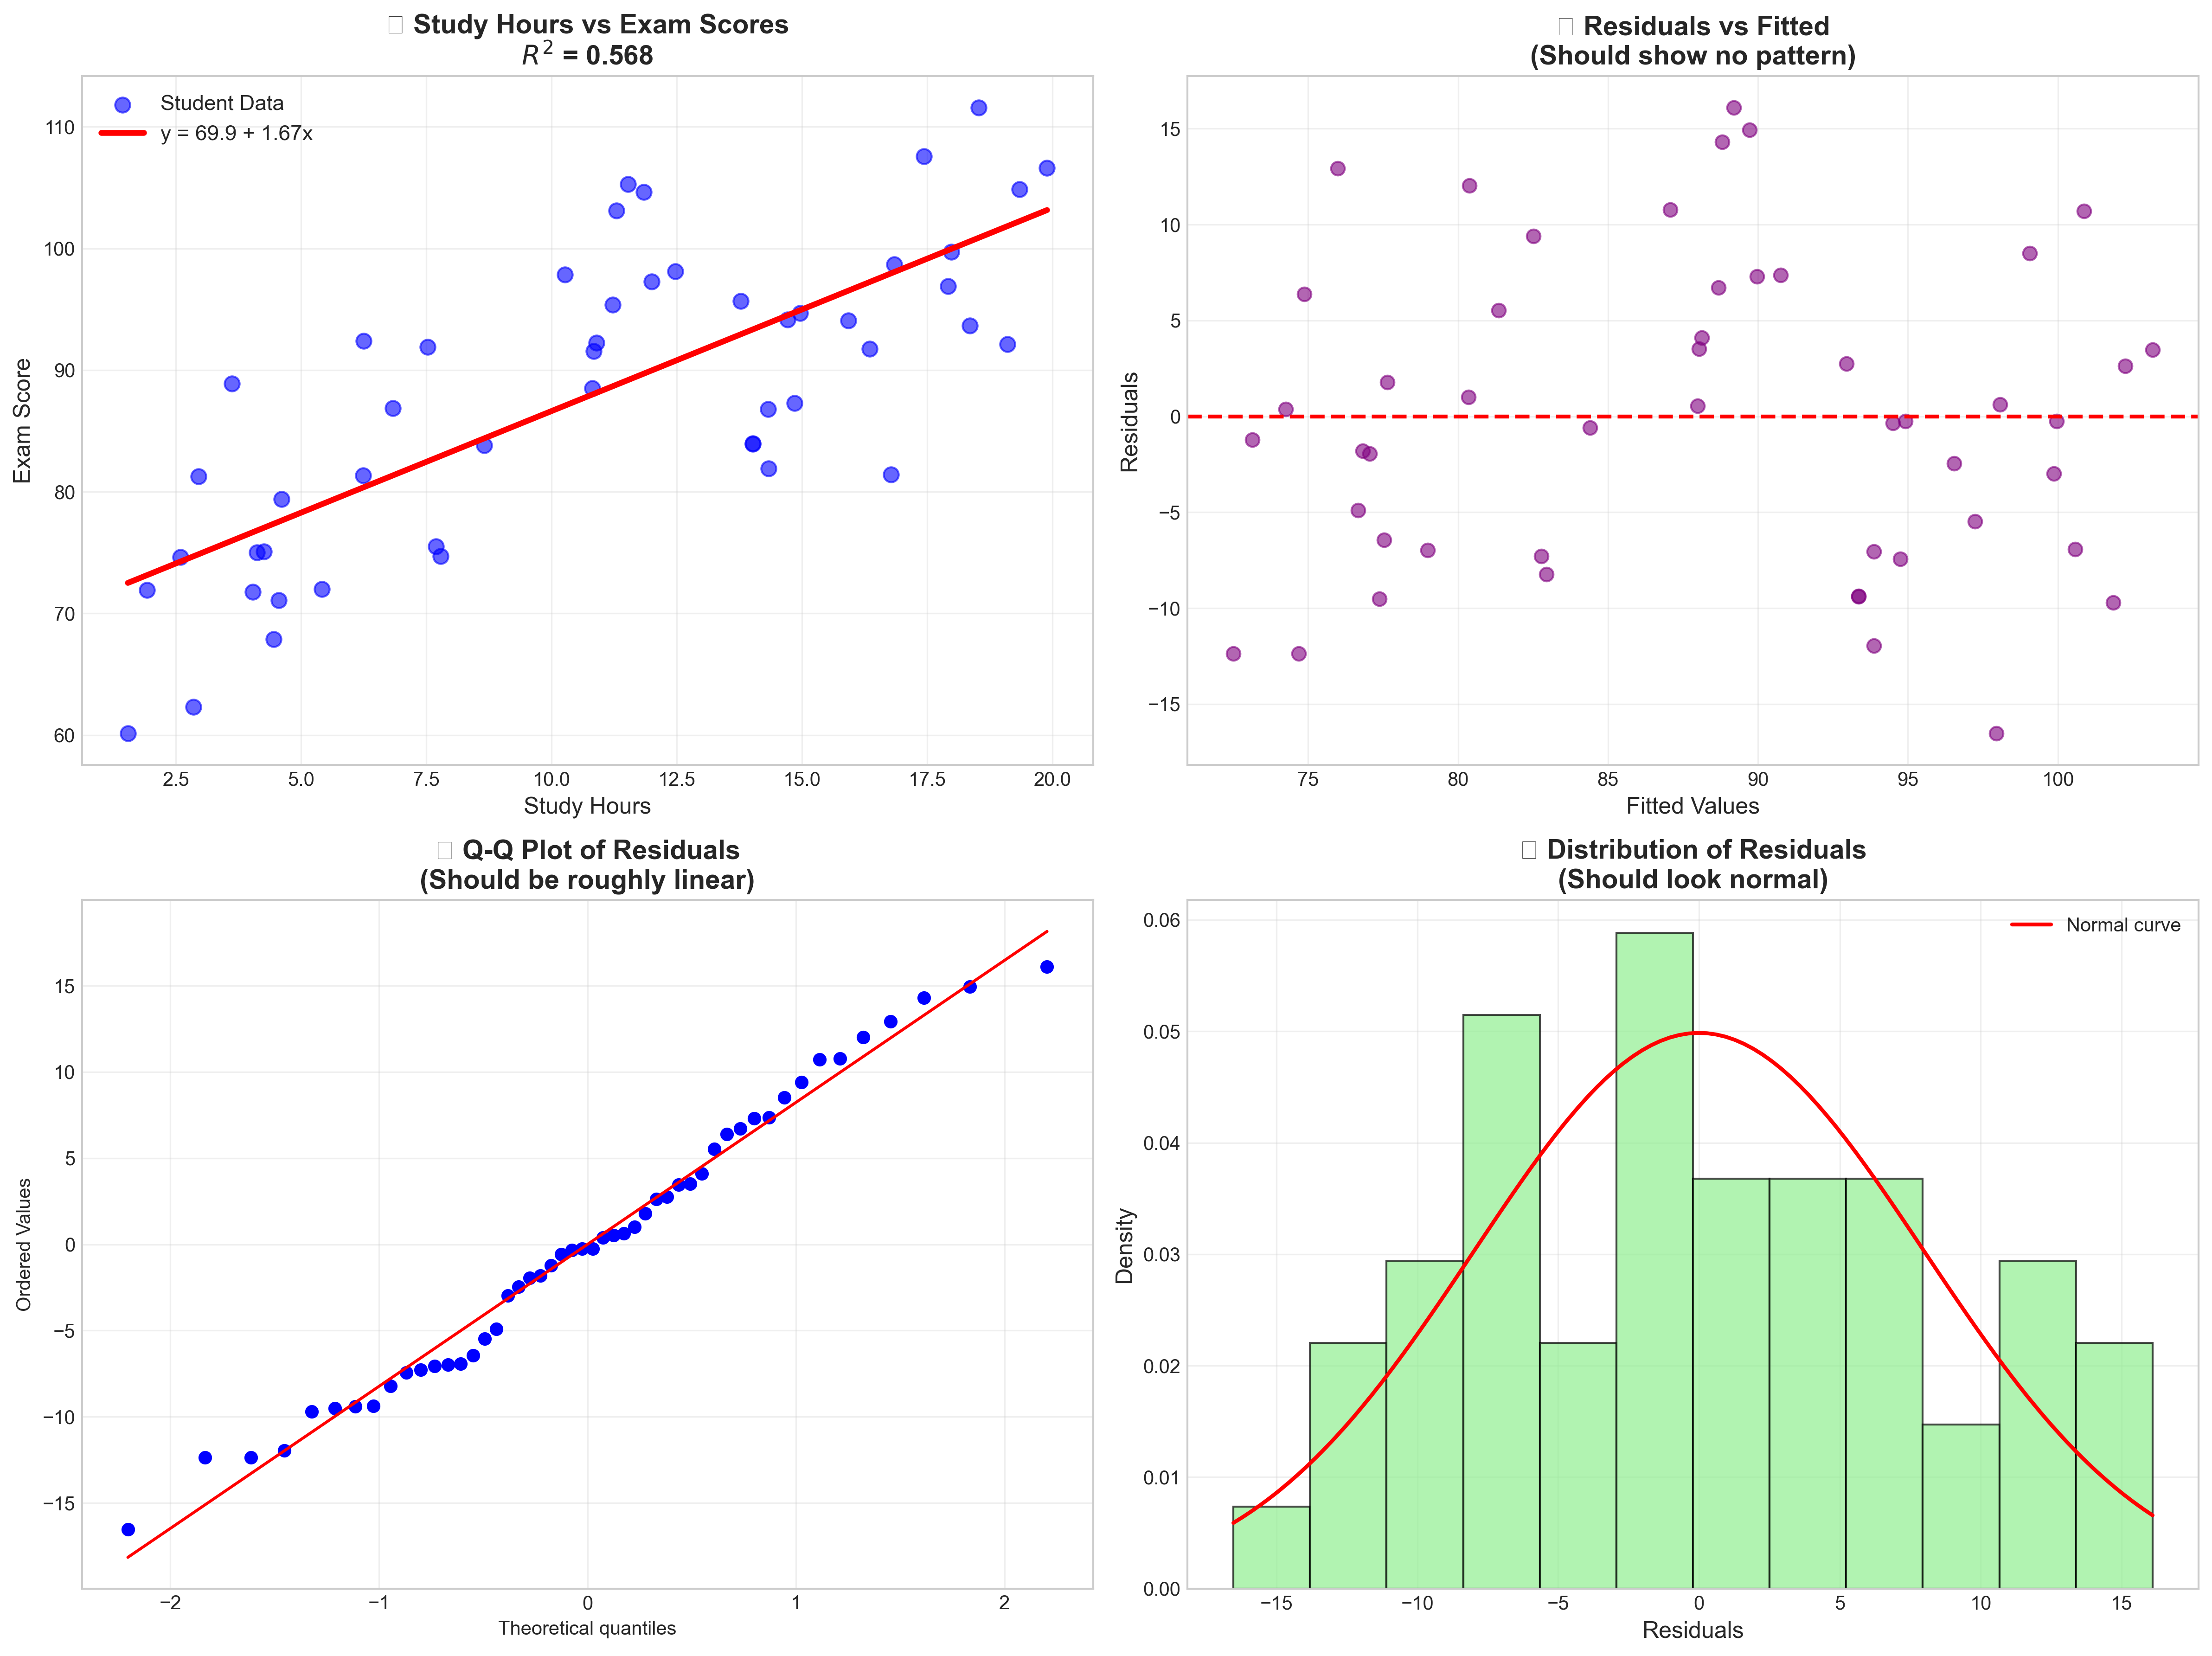 ▯ Study Hours vs Exam Scores
R² = 0.568
Student Data
y = 69.9 + 1.67x
110
100
90
80
70
60
Exam Score
2.5 5.0 7.5 10.0 12.5 15.0 17.5 20.0
Study Hours
▯ Residuals vs Fitted
(Should show no pattern)
15
10
5
0
−5
−10
−15
Residuals
75 80 85 90 95 100
Fitted Values
▯ Q-Q Plot of Residuals
(Should be roughly linear)
15
10
5
0
−5
−10
−15
Ordered Values
−2 −1 0 1 2
Theoretical quantiles
▯ Distribution of Residuals
(Should look normal)
Normal curve
0.06
0.05
0.04
0.03
0.02
0.01
0.00
Density
−15 −10 −5 0 5 10 15
Residuals